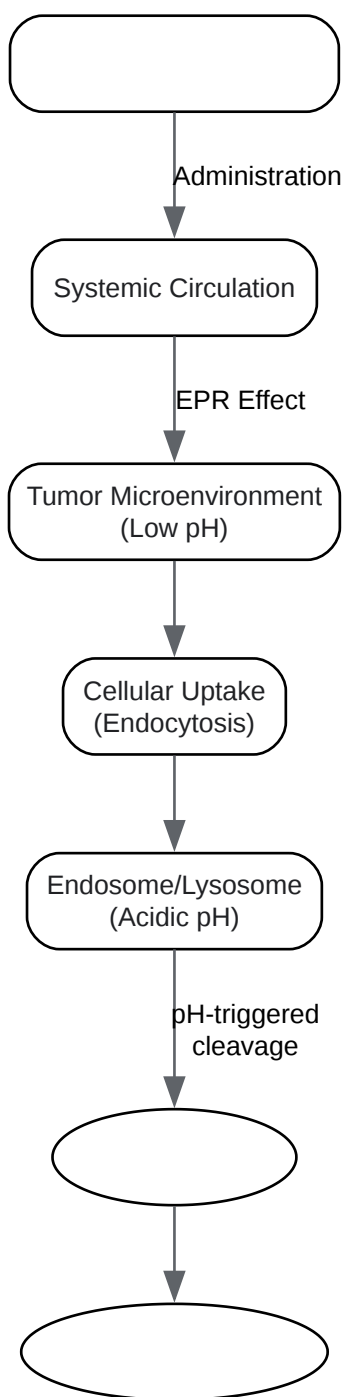 Administration
Systemic Circulation
EPR Effect
Tumor Microenvironment
(Low pH)
Cellular Uptake
(Endocytosis)
Endosome/Lysosome
(Acidic pH)
pH-triggered
cleavage